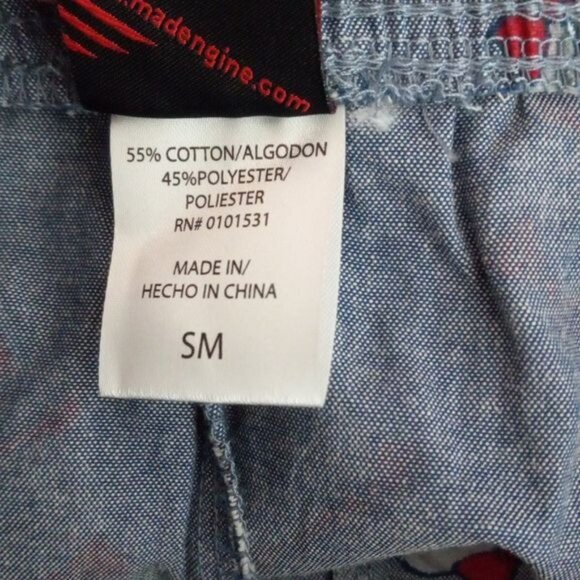 .madengine.com
55% COTTON/ALGODON
45%POLYESTER/
POLIESTER
RN# 0101531
MADE IN/
HECHO IN CHINA
SM